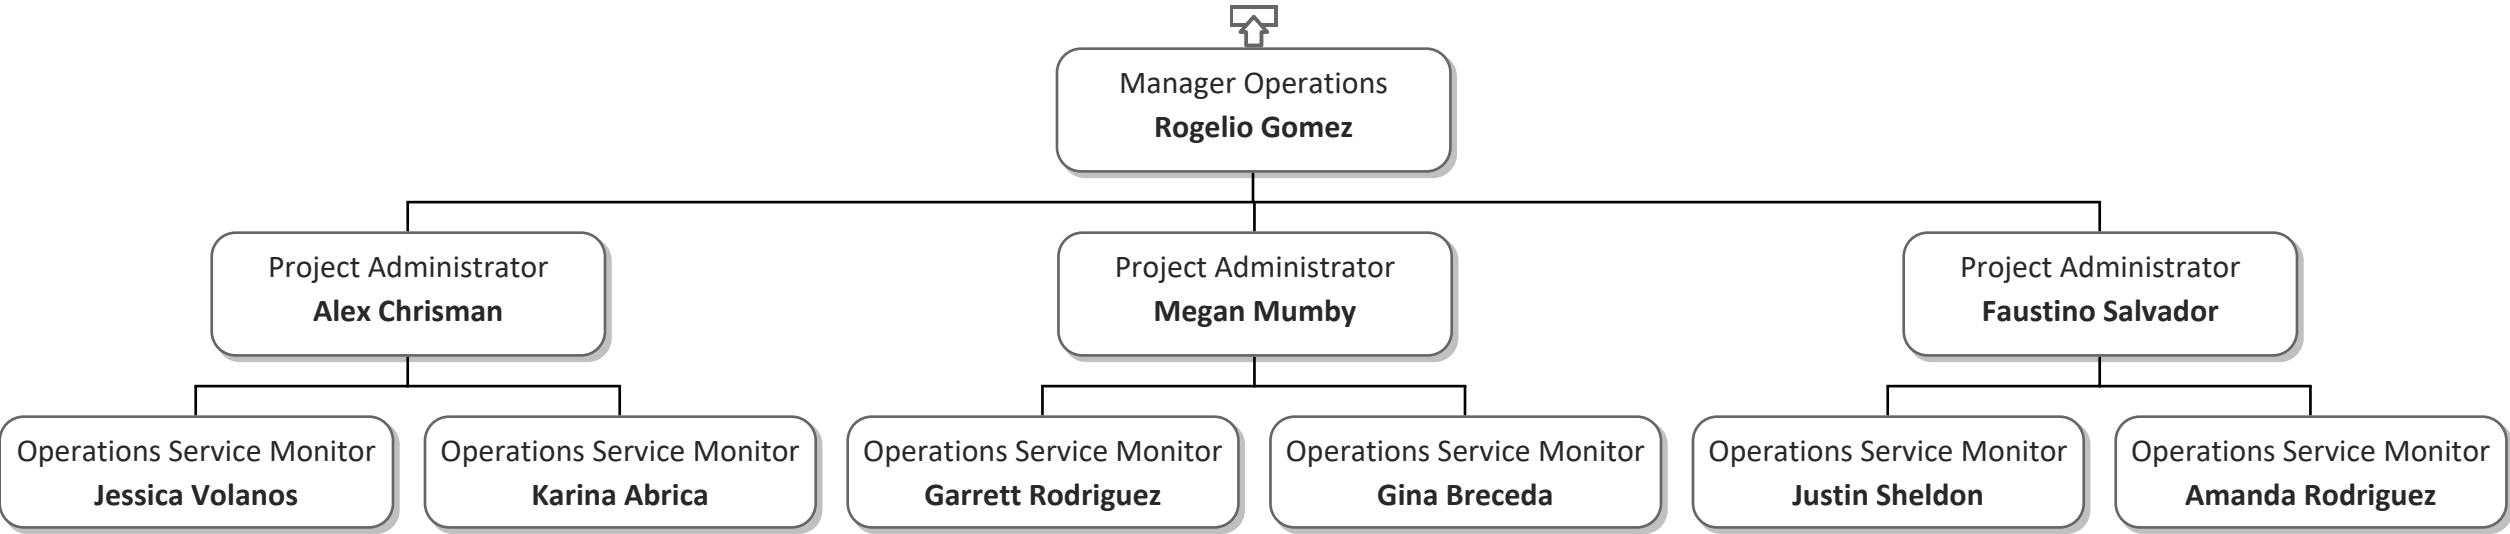 Manager Operations
Rogelio Gomez
Project Administrator
Alex Chrisman
Project Administrator
Megan Mumby
Project Administrator
Faustino Salvador
Operations Service Monitor
Jessica Volanos
Operations Service Monitor
Karina Abrica
Operations Service Monitor
Garrett Rodriguez
Operations Service Monitor
Gina Breceda
Operations Service Monitor
Justin Sheldon
Operations Service Monitor
Amanda Rodriguez